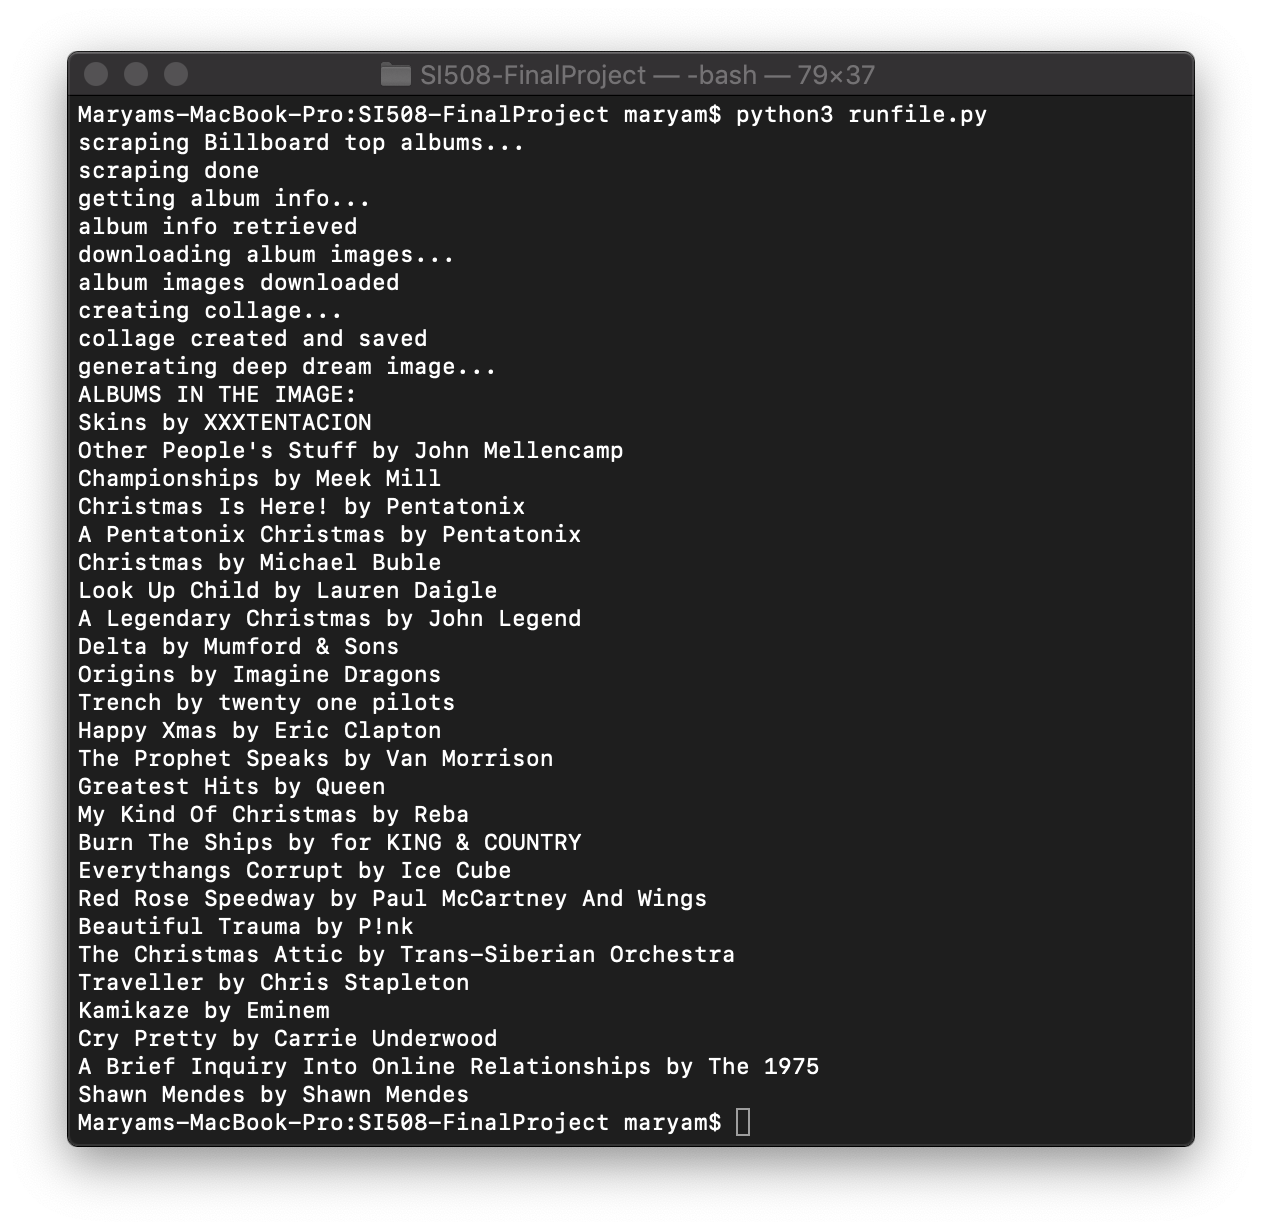 SI508-FinalProject — -bash — 79×37
Maryams-MacBook-Pro:SI508-FinalProject maryam$ python3 runfile.py
scraping Billboard top albums...
scraping done
getting album info...
album info retrieved
downloading album images...
album images downloaded
creating collage...
collage created and saved
generating deep dream image...
ALBUMS IN THE IMAGE:
Skins by XXXTENTACION
Other People's Stuff by John Mellencamp
Championships by Meek Mill
Christmas Is Here! by Pentatonix
A Pentatonix Christmas by Pentatonix
Christmas by Michael Buble
Look Up Child by Lauren Daigle
A Legendary Christmas by John Legend
Delta by Mumford & Sons
Origins by Imagine Dragons
Trench by twenty one pilots
Happy Xmas by Eric Clapton
The Prophet Speaks by Van Morrison
Greatest Hits by Queen
My Kind Of Christmas by Reba
Burn The Ships by for KING & COUNTRY
Everythangs Corrupt by Ice Cube
Red Rose Speedway by Paul McCartney And Wings
Beautiful Trauma by P!nk
The Christmas Attic by Trans-Siberian Orchestra
Traveller by Chris Stapleton
Kamikaze by Eminem
Cry Pretty by Carrie Underwood
A Brief Inquiry Into Online Relationships by The 1975
Shawn Mendes by Shawn Mendes
Maryams-MacBook-Pro:SI508-FinalProject maryam$